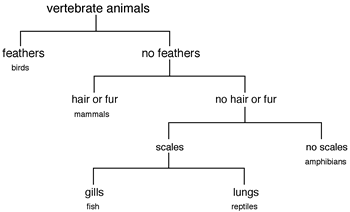 vertebrate animals
feathers
no feathers
birds
hair or fur
no hair or fur
mammals
scales
no scales
amphibians
gills
lungs
fish
reptiles